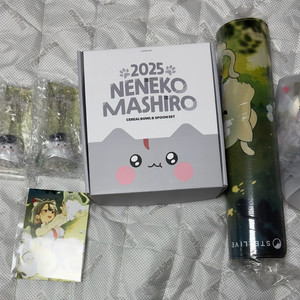 2025
NENEKO
MASHIRO
CEREAL BOWL & SPOON SET
STELLIVE